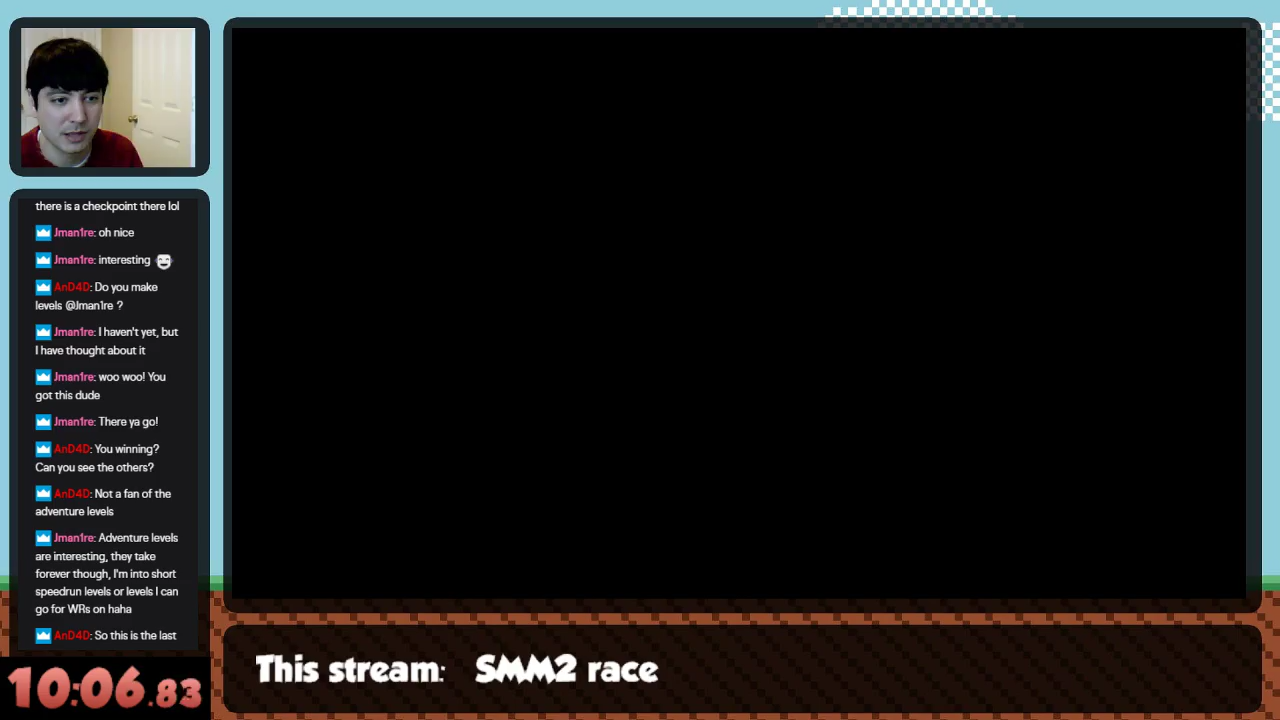 there is a checkpoint there lol
Jman1re: oh nice
Jman1re: interesting
AnD4D: Do you make
levels @Jman1re ?
Jman1re: I haven't yet, but
I have thought about it
Jman1re: woo woo! You
got this dude
Jman1re: There ya go!
AnD4D: You winning?
Can you see the others?
AnD4D: Not a fan of the
adventure levels
Jman1re: Adventure levels
are interesting, they take
forever though, I'm into short
speedrun levels or levels I can
go for WRs on haha
AnD4D: So this is the last
10:06.83
This stream: SMM2 race